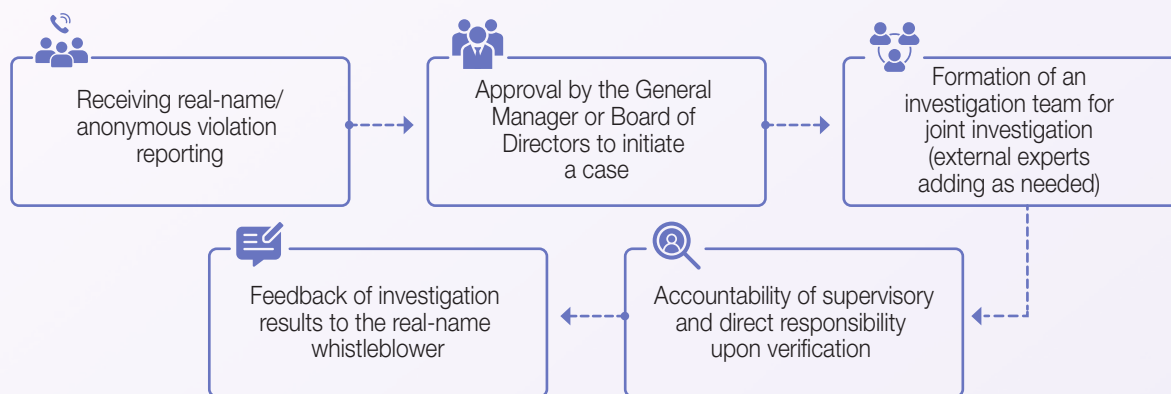 Receiving real-name/
anonymous violation
reporting
Approval by the General
Manager or Board of
Directors to initiate
a case
Formation of an
investigation team for
joint investigation
(external experts
adding as needed)
Accountability of supervisory
and direct responsibility
upon verification
Feedback of investigation
results to the real-name
whistleblower